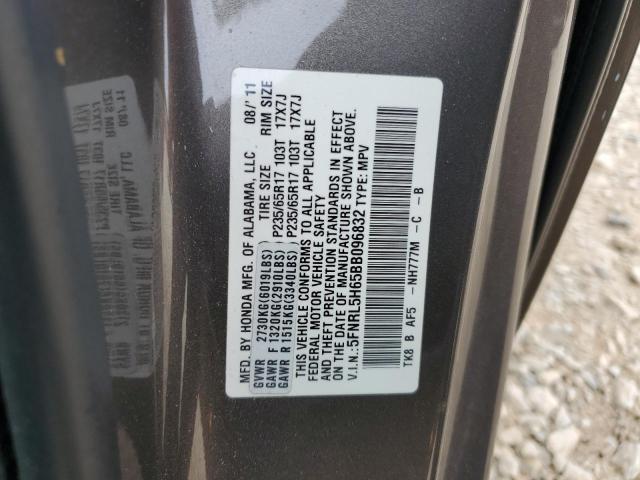 MFD. BY HONDA MFG. OF ALABAMA, LLC. 08/'11
TIRE SIZE RIM SIZE
GVWR 2730KG(6019LBS)
GAWR F 1320KG(2910LBS) P235/65R17 103T 17X7J
GAWR R 1515KG(3340LBS) P235/65R17 103T 17X7J
THIS VEHICLE CONFORMS TO ALL APPLICABLE
FEDERAL MOTOR VEHICLE SAFETY
AND THEFT PREVENTION STANDARDS IN EFFECT
ON THE DATE OF MANUFACTURE SHOWN ABOVE.
V.I.N.: 5FNRL5H65BB096832 TYPE: MPV
TK8 B AF5 -NH777M -C -B